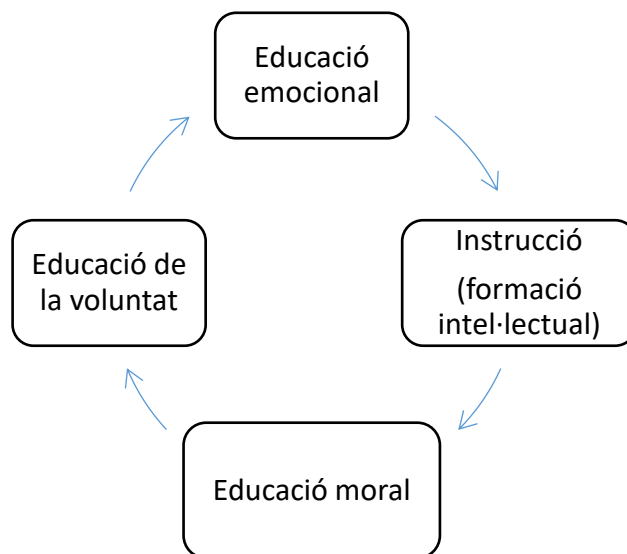 Educació
emocional
Instrucció
(formació
intel·lectual)
Educació moral
Educació de
la voluntat